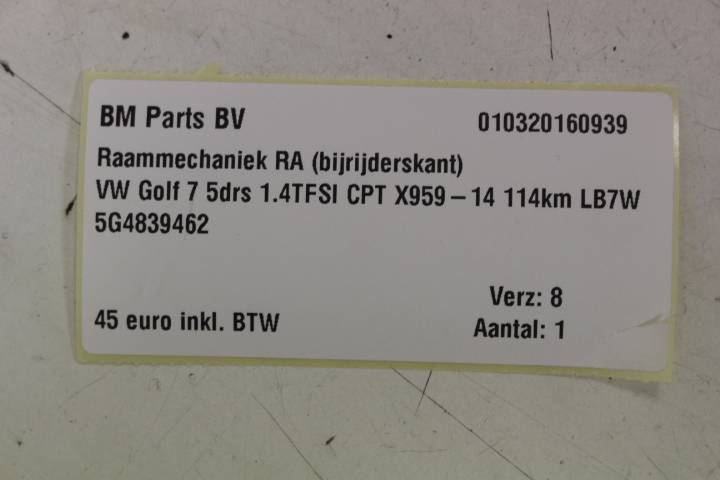 BM Parts BV 010320160939
Raammechaniek RA (bijrijderskant)
VW Golf 7 5drs 1.4TFSI CPT X959 – 14 114km LB7W
5G4839462
Verz: 8
45 euro inkl. BTW Aantal: 1